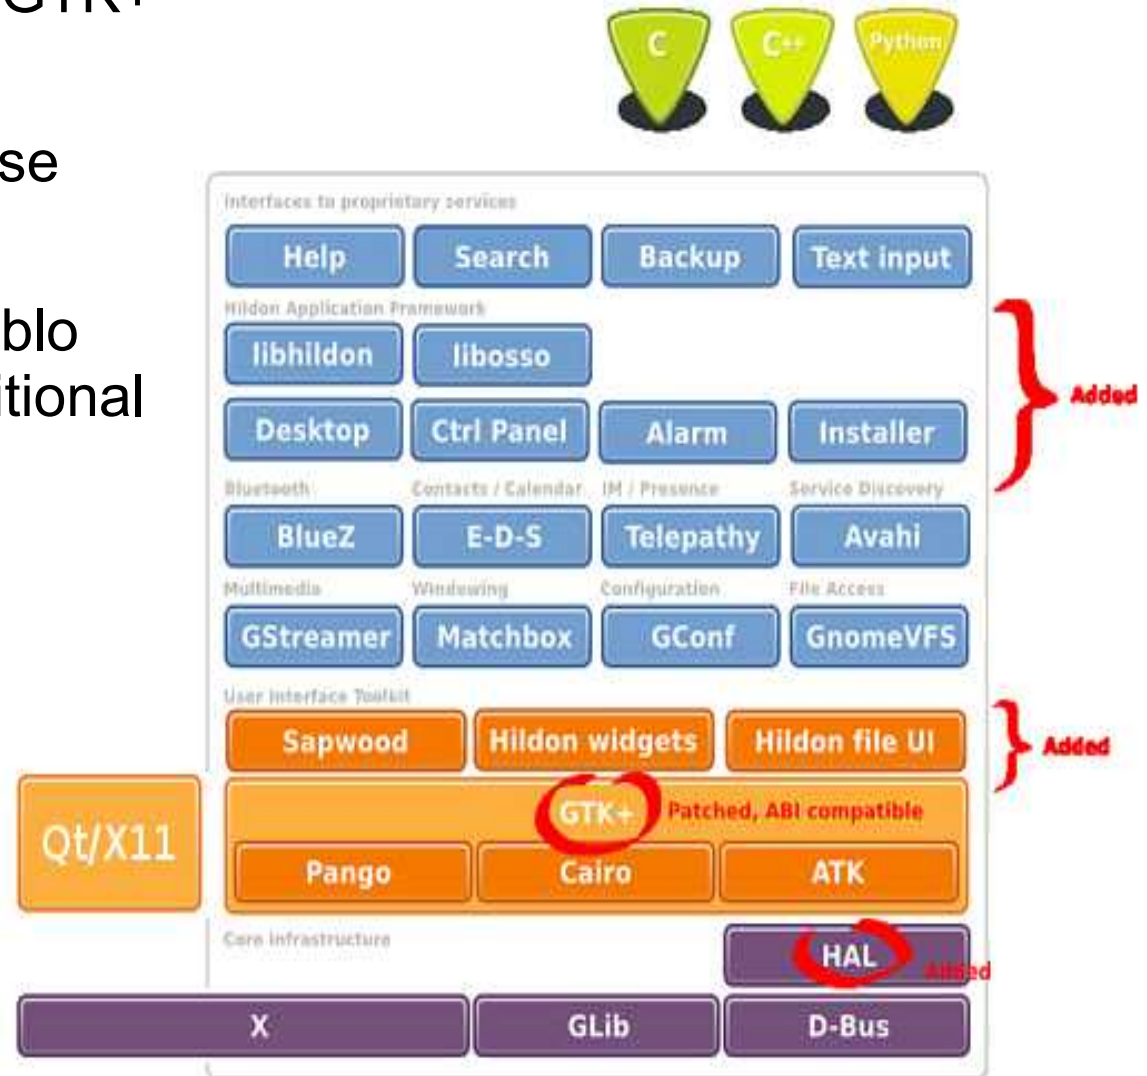 GTK+
C C++ Python
se
blo
itional
Interfaces to proprietary services
Help Search Backup Text input
Hildon Application Framework
libhildon libosso
Desktop Ctrl Panel Alarm Installer
Added
Bluetooth Contacts / Calendar IM / Presence Service Discovery
BlueZ E-D-S Telepathy Avahi
Multimedia Windowing Configuration File Access
GStreamer Matchbox GConf GnomeVFS
User Interface Toolkit
Sapwood Hildon widgets Hildon file UI
Added
Qt/X11
GTK+ Patched, ABI compatible
Pango Cairo ATK
Core infrastructure
HAL
Added
X GLib D-Bus